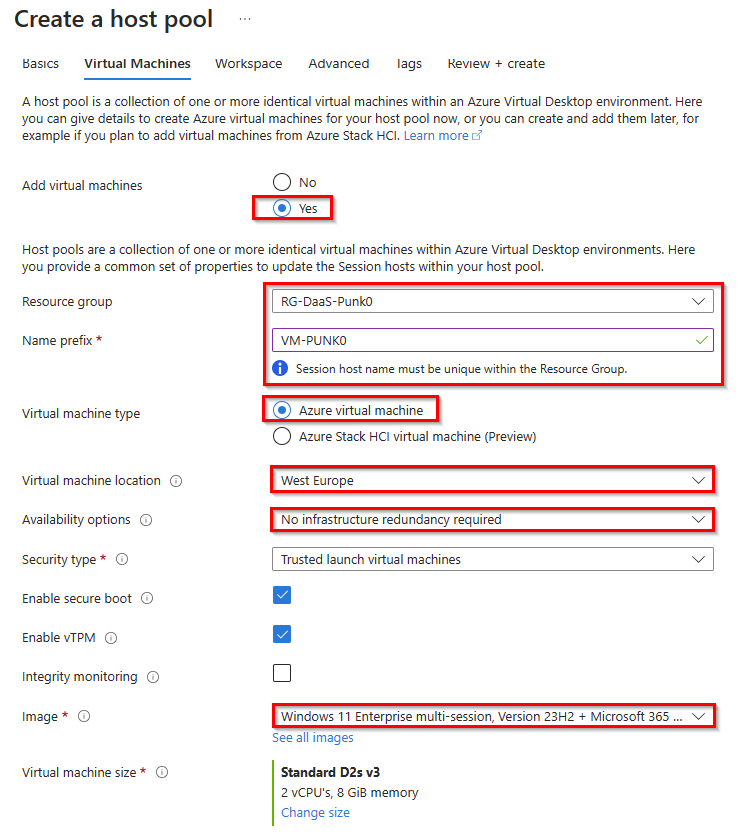 Create a host pool ...
Basics Virtual Machines Workspace Advanced Tags Review + create
A host pool is a collection of one or more identical virtual machines within an Azure Virtual Desktop environment. Here
you can give details to create Azure virtual machines for your host pool now, or you can create and add them later, for
example if you plan to add virtual machines from Azure Stack HCI. Learn more
Add virtual machines
No
Yes
Host pools are a collection of one or more identical virtual machines within Azure Virtual Desktop environments. Here
you provide a common set of properties to update the Session hosts within your host pool.
Resource group RG-DaaS-Punk0
Name prefix * VM-PUNK0
Session host name must be unique within the Resource Group.
Virtual machine type Azure virtual machine
Azure Stack HCI virtual machine (Preview)
Virtual machine location West Europe
Availability options No infrastructure redundancy required
Security type * Trusted launch virtual machines
Enable secure boot
Enable vTPM
Integrity monitoring
Image * Windows 11 Enterprise multi-session, Version 23H2 + Microsoft 365 ...
See all images
Virtual machine size * Standard D2s v3
2 vCPU's, 8 GiB memory
Change size